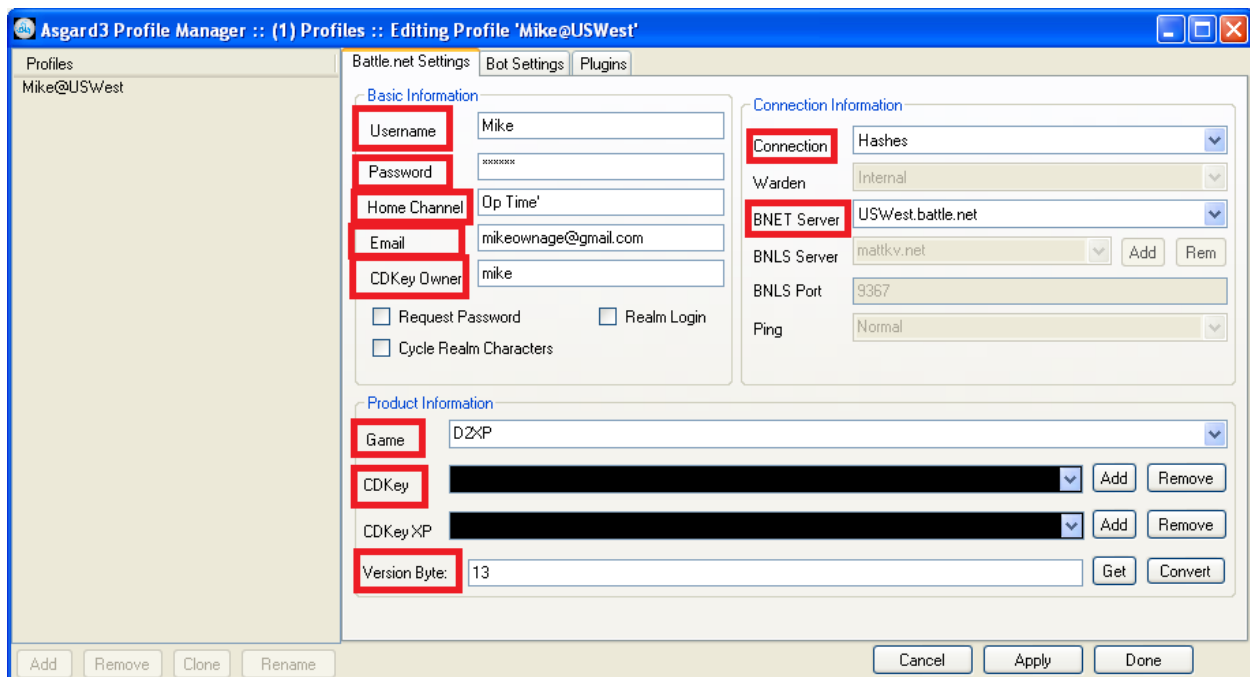 Asgard3 Profile Manager :: (1) Profiles :: Editing Profile 'Mike@USWest'
Profiles
Mike@USWest
Battle.net Settings Bot Settings Plugins
Basic Information
Username Mike
Password ××××××
Home Channel Op Time'
Email mikeownage@gmail.com
CDKey Owner mike
Request Password Realm Login
Cycle Realm Characters
Connection Information
Connection Hashes
Warden Internal
BNET Server USWest.battle.net
BNLS Server mattkv.net Add Rem
BNLS Port 9367
Ping Normal
Product Information
Game D2XP
CDKey Add Remove
CDKey XP Add Remove
Version Byte: 13 Get Convert
Add Remove Clone Rename Cancel Apply Done